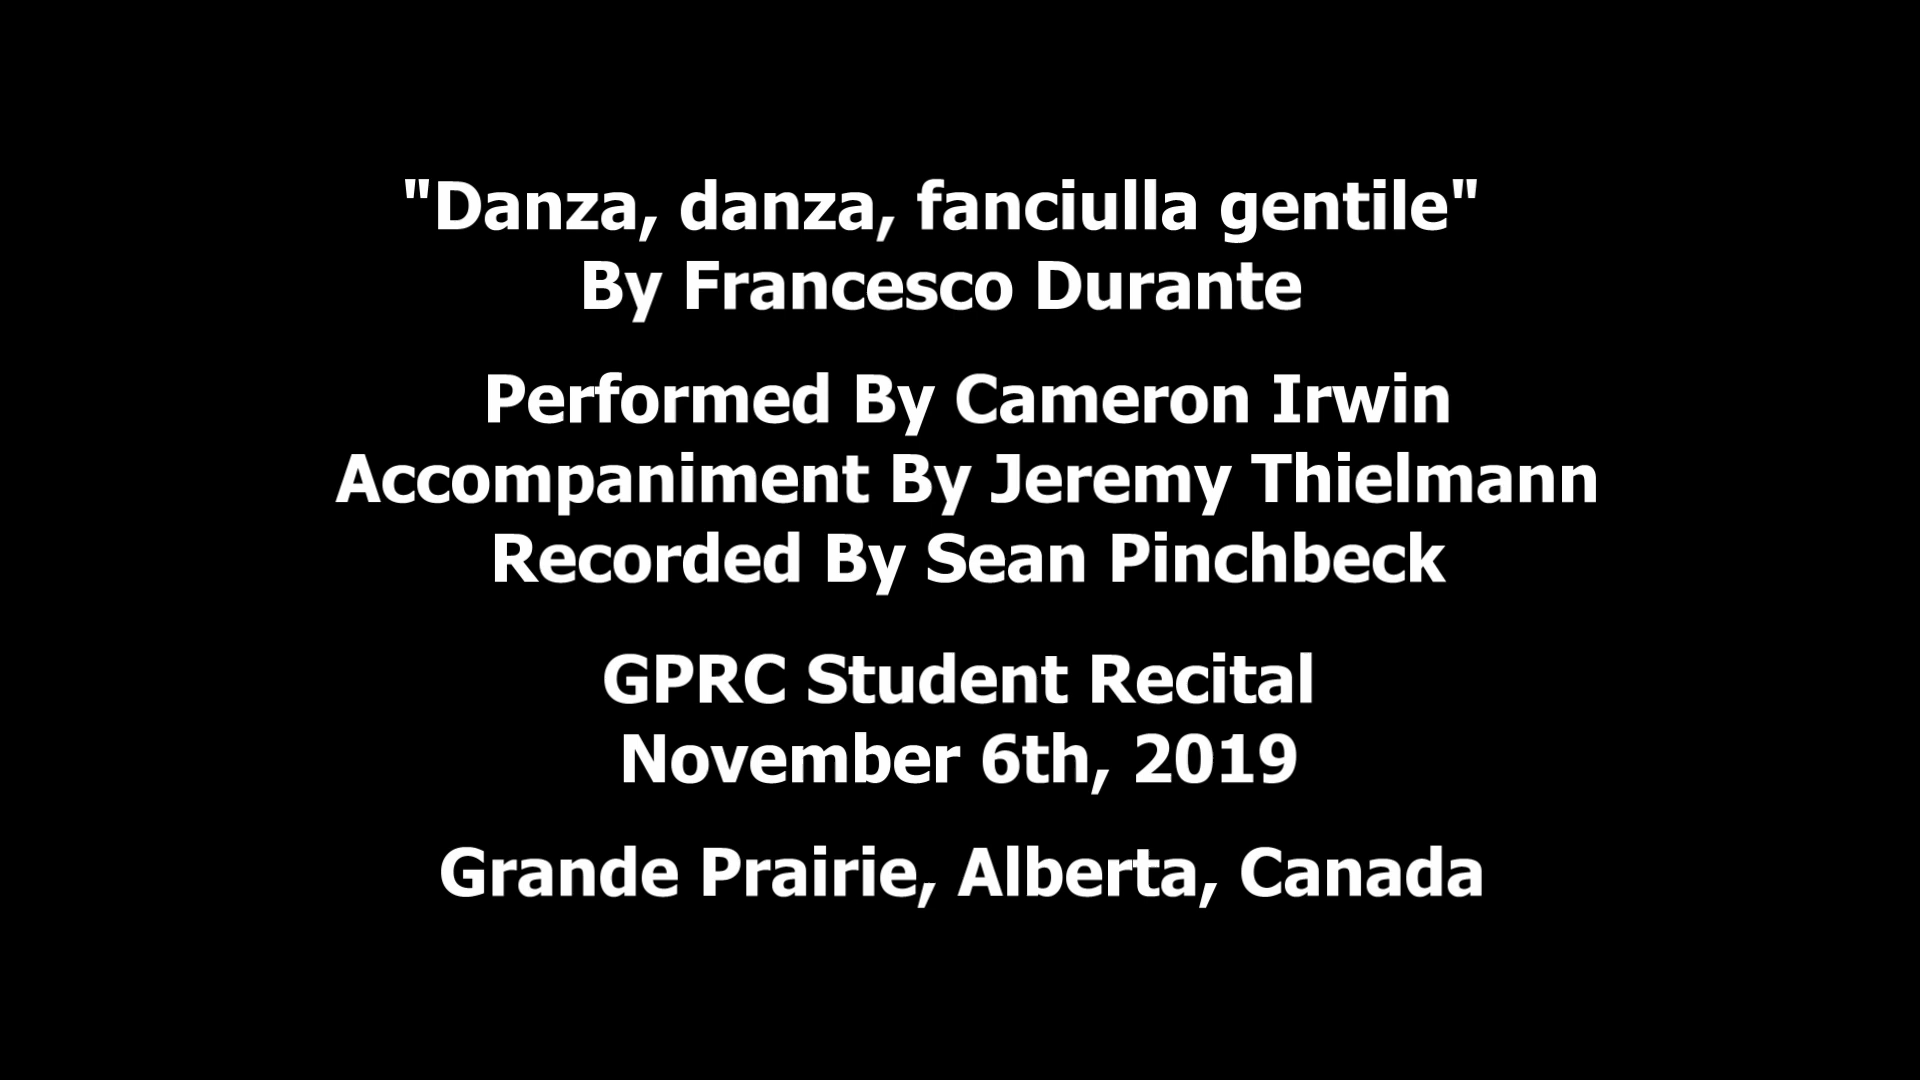 "Danza, danza, fanciulla gentile"
By Francesco Durante
Performed By Cameron Irwin
Accompaniment By Jeremy Thielmann
Recorded By Sean Pinchbeck
GPRC Student Recital
November 6th, 2019
Grande Prairie, Alberta, Canada